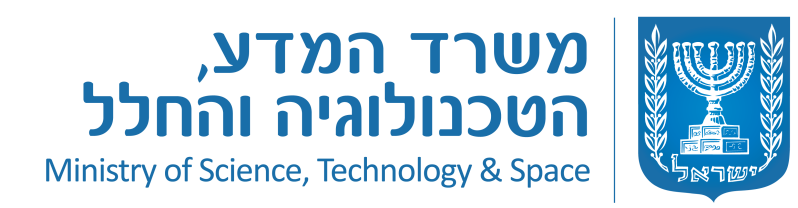 משרד המדע,
הטכנולוגיה והחלל
Ministry of Science, Technology & Space
ישראל